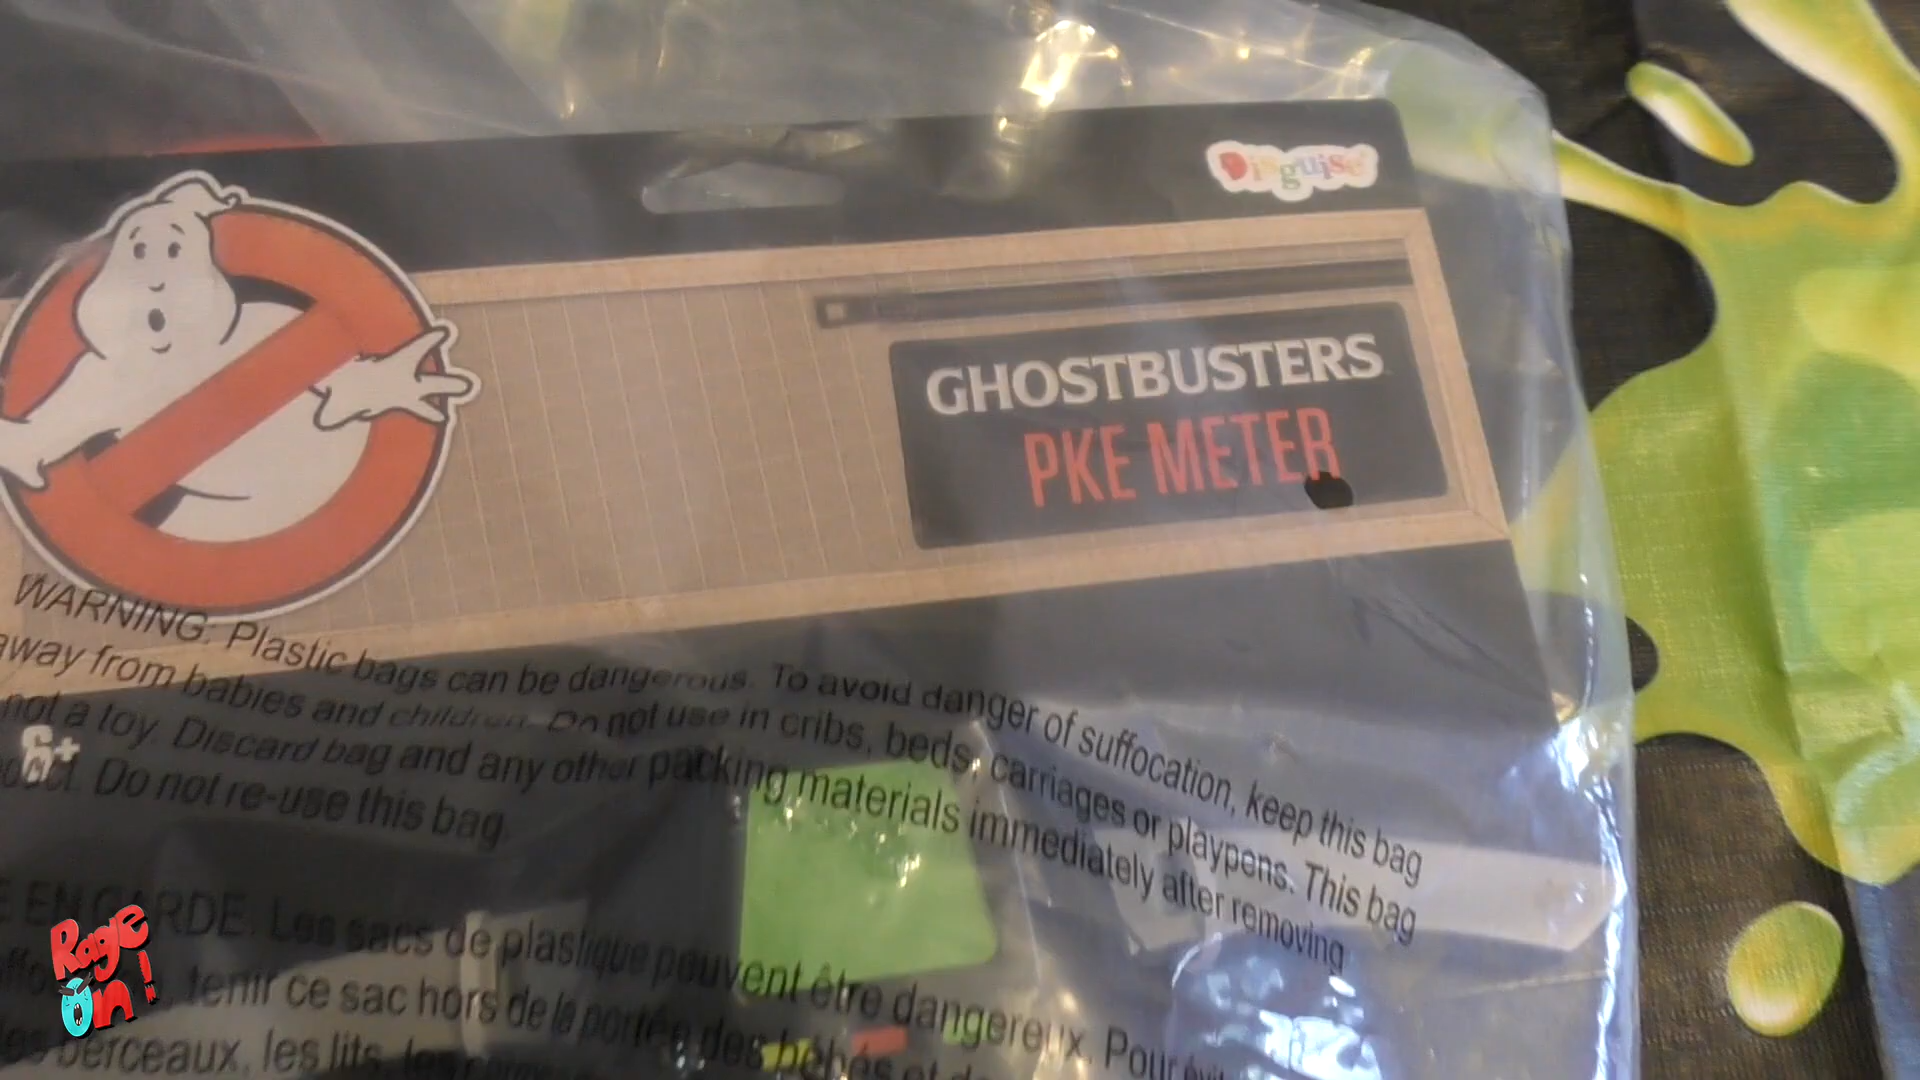 Disguise
GHOSTBUSTERS
PKE METER
WARNING: Plastic bags can be dangerous. To avoid danger of suffocation, keep this bag
away from babies and children. Do not use in cribs, beds, carriages or playpens. This bag
not a toy. Discard bag and any other packing materials immediately after removing
Do not re-use this bag
6+
EN GARDE. Les sacs de plastique peuvent être dangereux. Pour
tenir ce sac hors de la portée des bébés et
berceaux, les lits,
Rage
On!